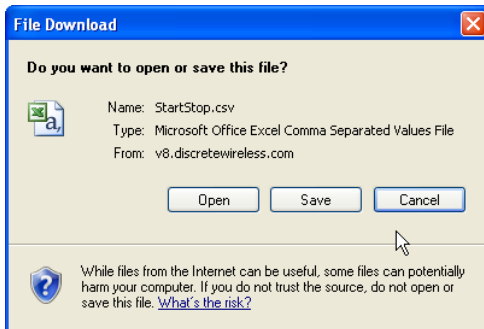 File Download
Do you want to open or save this file?
Name: StartStop.csv
Type: Microsoft Office Excel Comma Separated Values File
From: v8.discretewireless.com
Open Save Cancel
While files from the Internet can be useful, some files can potentially
harm your computer. If you do not trust the source, do not open or
save this file. What's the risk?